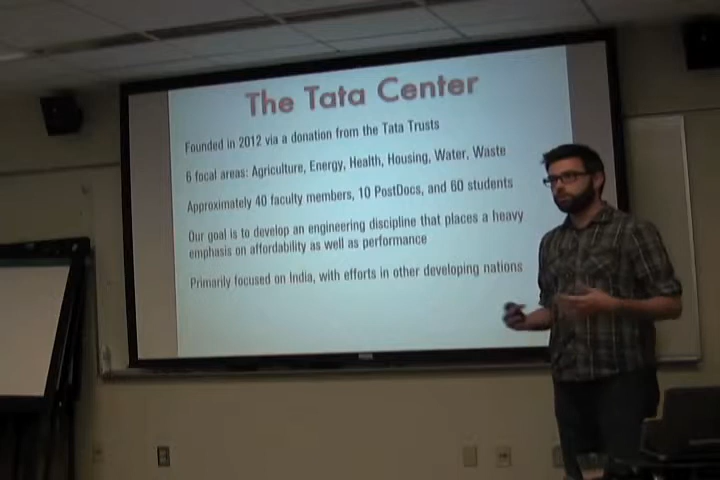 The Tata Center
Founded in 2012 via a donation from the Tata Trusts
6 focal areas: Agriculture, Energy, Health, Housing, Water, Waste
Approximately 40 faculty members, 10 PostDocs, and 60 students
Our goal is to develop an engineering discipline that places a heavy
emphasis on affordability as well as performance
Primarily focused on India, with efforts in other developing nations